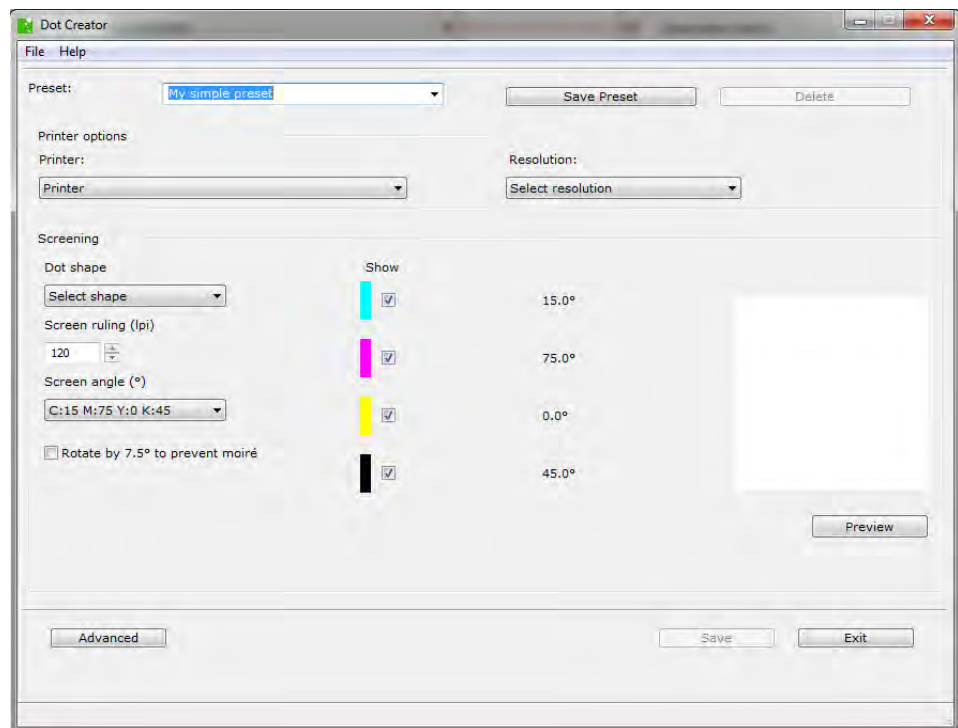 Dot Creator
File Help
Preset: My simple preset Save Preset Delete
Printer options
Printer: Resolution:
Printer Select resolution
Screening
Dot shape Show
Select shape 15.0°
Screen ruling (lpi)
120 75.0°
Screen angle (°)
C:15 M:75 Y:0 K:45 0.0°
Rotate by 7.5° to prevent moiré
45.0°
Preview
Advanced Save Exit